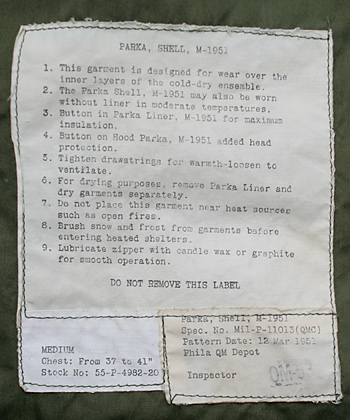 PARKA, SHELL, M-1951
1. This garment is designed for wear over the
inner layers of the cold-dry ensemble.
2. The Parka Shell, M-1951 may also be worn
without liner in moderate temperatures.
3. Button in Parka Liner, M-1951 for maximum
insulation.
4. Button on Hood Parka, M-1951 added head
protection.
5. Tighten drawstrings for warmth-loosen to
ventilate.
6. For drying purposes, remove Parka Liner and
dry garments separately.
7. Do not place this garment near heat sources
such as open fires.
8. Brush snow and frost from garments before
entering heated shelters.
9. Lubricate zipper with candle wax or graphite
for smooth operation.
DO NOT REMOVE THIS LABEL
MEDIUM
Chest: From 37 to 41"
Stock No: 55-P-4982-20
Parka, Shell, M-1951
Spec. No. Mil-P-11013(QMC)
Pattern Date: 12 Mar 1951
Phila QM Depot
Inspector